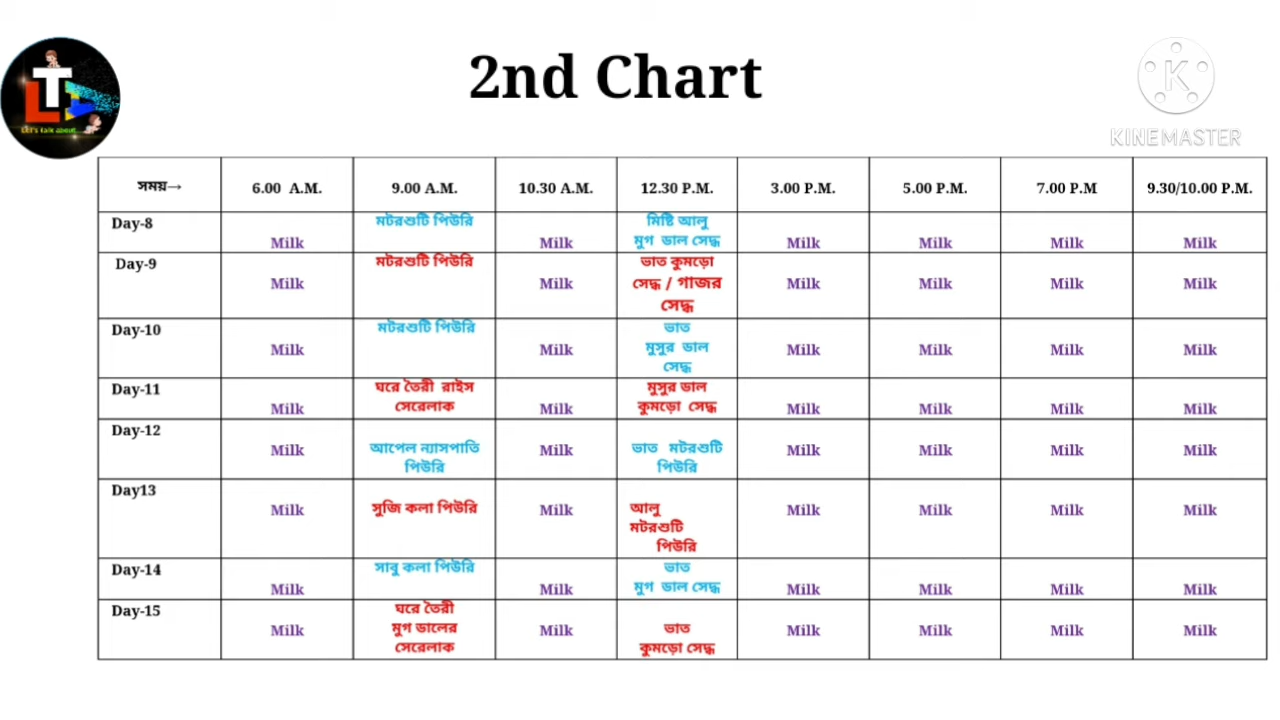 2nd Chart
LTA
Let's talk about
KINEMASTER
সময়→ 6.00 A.M. 9.00 A.M. 10.30 A.M. 12.30 P.M. 3.00 P.M. 5.00 P.M. 7.00 P.M 9.30/10.00 P.M.
Day-8 মটরশুটি পিউরি মিষ্টি আলু
Milk Milk মুগ ডাল সেদ্ধ Milk Milk Milk Milk
Day-9 মটরশুটি পিউরি ভাত কুমড়ো
Milk Milk সেদ্ধ / গাজর Milk Milk Milk Milk
সেদ্ধ
Day-10 মটরশুটি পিউরি ভাত
Milk Milk মুসুর ডাল Milk Milk Milk Milk
সেদ্ধ
Day-11 ঘরে তৈরী রাইস মুসুর ডাল
Milk সেরেলাক Milk কুমড়ো সেদ্ধ Milk Milk Milk Milk
Day-12
Milk আপেল ন্যাসপাতি Milk ভাত মটরশুটি Milk Milk Milk Milk
পিউরি পিউরি
Day13
Milk সুজি কলা পিউরি Milk আলু Milk Milk Milk Milk
মটরশুটি
পিউরি
Day-14 সাবু কলা পিউরি ভাত
Milk Milk মুগ ডাল সেদ্ধ Milk Milk Milk Milk
Day-15 ঘরে তৈরী
Milk মুগ ডালের Milk ভাত Milk Milk Milk Milk
সেরেলাক কুমড়ো সেদ্ধ